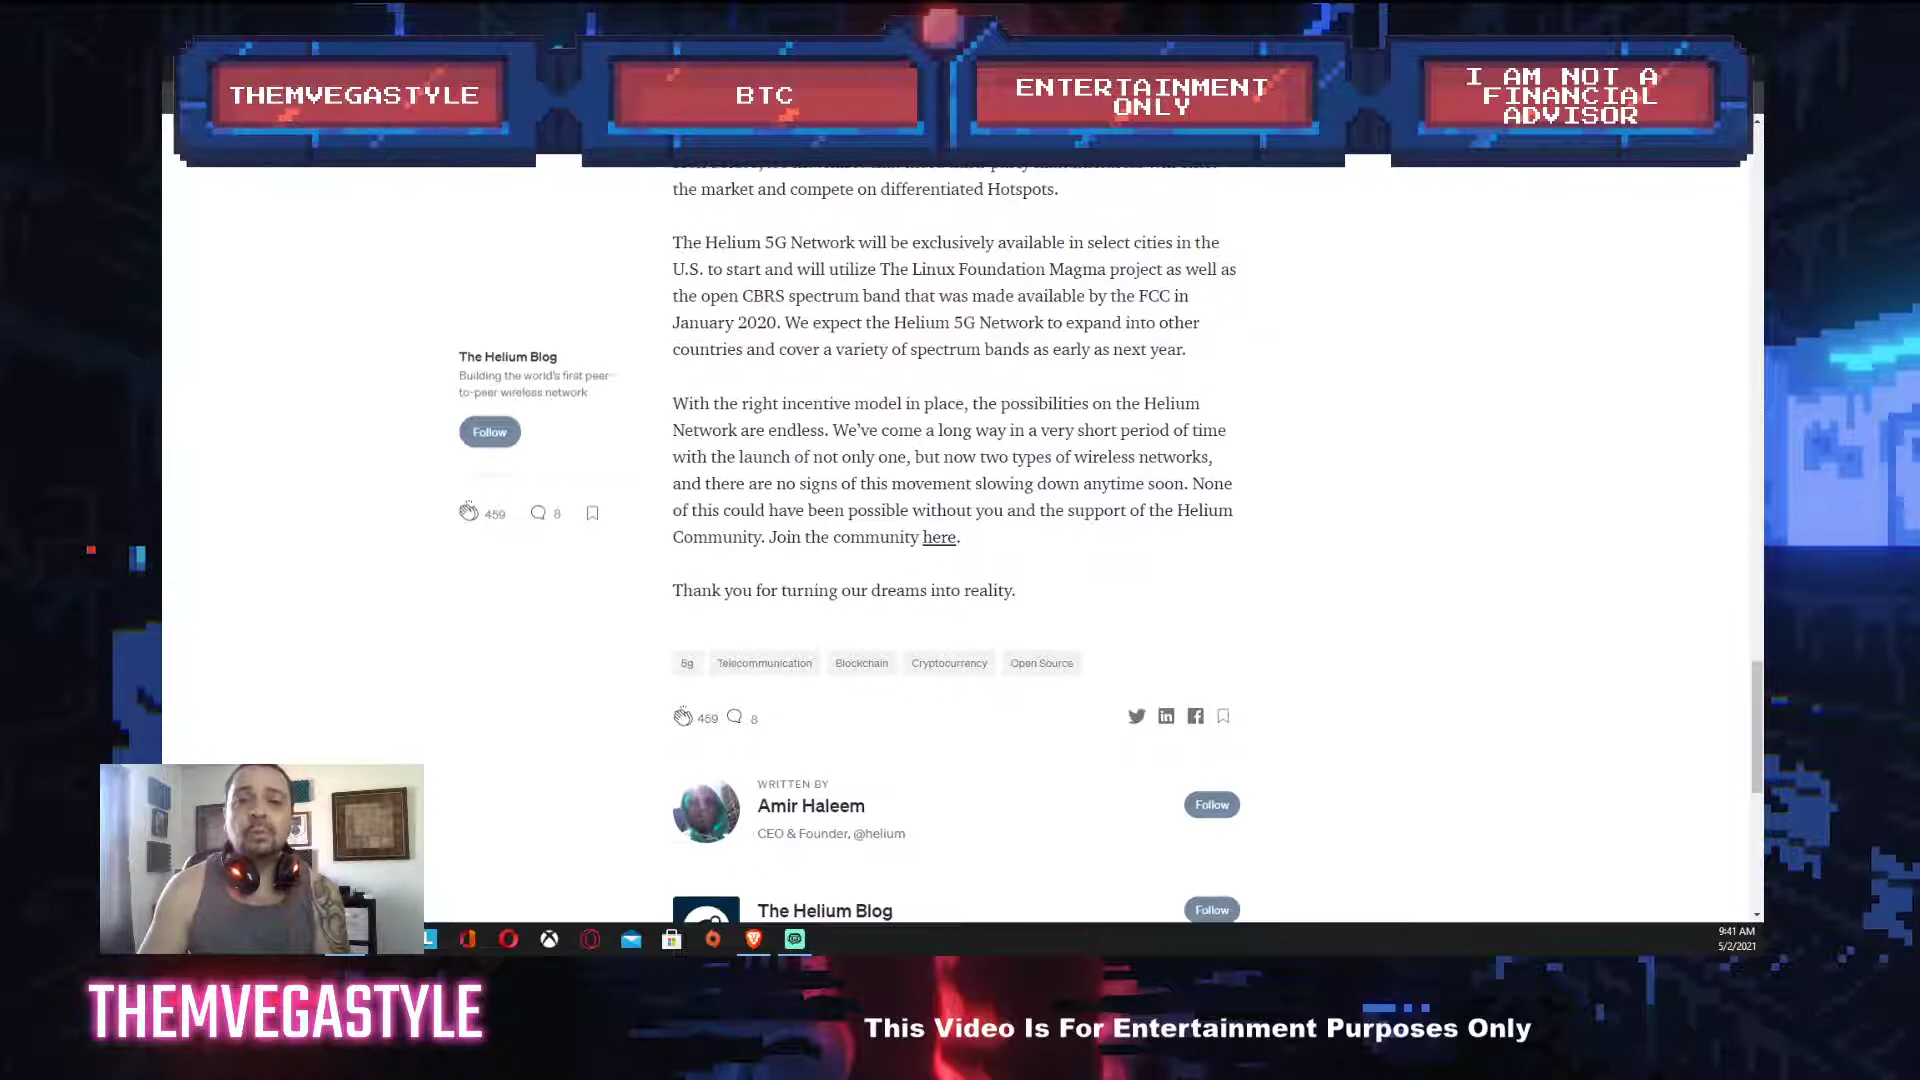 THEMVEGASTYLE
BTC
ENTERTAINMENT
ONLY
I AM NOT A
FINANCIAL
ADVISOR
the market and compete on differentiated Hotspots.
The Helium 5G Network will be exclusively available in select cities in the
U.S. to start and will utilize The Linux Foundation Magma project as well as
the open CBRS spectrum band that was made available by the FCC in
January 2020. We expect the Helium 5G Network to expand into other
countries and cover a variety of spectrum bands as early as next year.
The Helium Blog
Building the world's first peer-
to-peer wireless network
Follow
459 8
With the right incentive model in place, the possibilities on the Helium
Network are endless. We've come a long way in a very short period of time
with the launch of not only one, but now two types of wireless networks,
and there are no signs of this movement slowing down anytime soon. None
of this could have been possible without you and the support of the Helium
Community. Join the community here.
Thank you for turning our dreams into reality.
5g Telecommunication Blockchain Cryptocurrency Open Source
459 8
WRITTEN BY
Amir Haleem
CEO & Founder, @helium
Follow
The Helium Blog
Follow
9:41 AM
5/2/2021
THEMVEGASTYLE
This Video Is For Entertainment Purposes Only